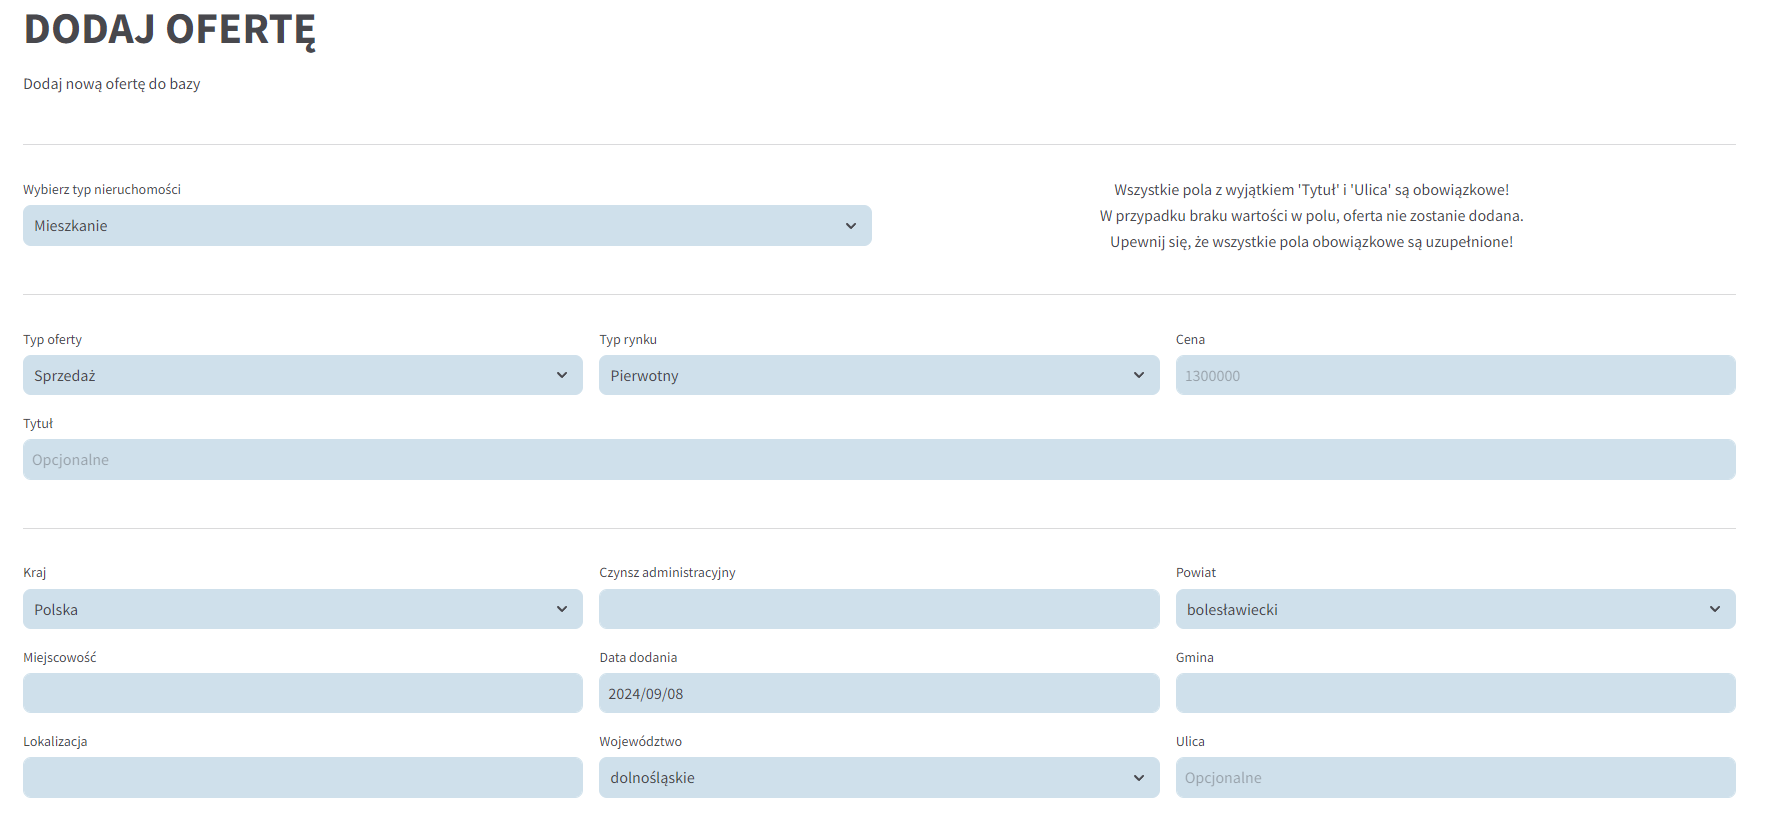 DODAJ OFERTĘ
Dodaj nową ofertę do bazy
Wybierz typ nieruchomości
Mieszkanie
Wszystkie pola z wyjątkiem 'Tytuł' i 'Ulica' są obowiązkowe!
W przypadku braku wartości w polu, oferta nie zostanie dodana.
Upewnij się, że wszystkie pola obowiązkowe są uzupełnione!
Typ oferty
Sprzedaż
Typ rynku
Pierwotny
Cena
1300000
Tytuł
Opcjonalne
Kraj
Polska
Czynsz administracyjny
Powiat
bolesławiecki
Miejscowość
Data dodania
2024/09/08
Gmina
Lokalizacja
Województwo
dolnośląskie
Ulica
Opcjonalne